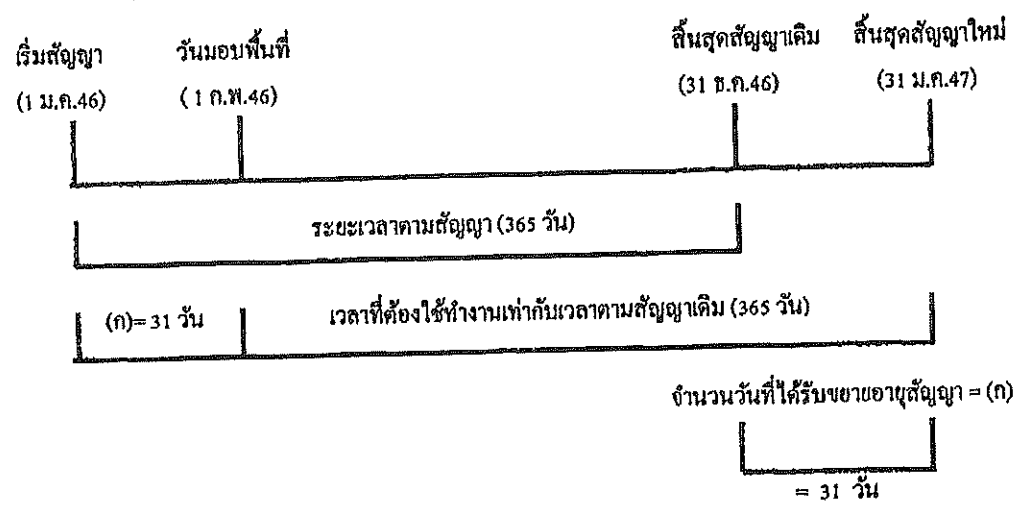 เริ่มสัญญา วันมอบพื้นที่ สิ้นสุดสัญญาเดิม สิ้นสุดสัญญาใหม่
(1 ม.ค.46) ( 1 ก.พ.46) (31 ธ.ค.46) (31 ม.ค.47)
ระยะเวลาตามสัญญา (365 วัน)
(ก)= 31 วัน เวลาที่ต้องใช้ทำงานเท่ากับเวลาตามสัญญาเดิม (365 วัน)
จำนวนวันที่ได้รับขยายอายุสัญญา = (ก)
= 31 วัน